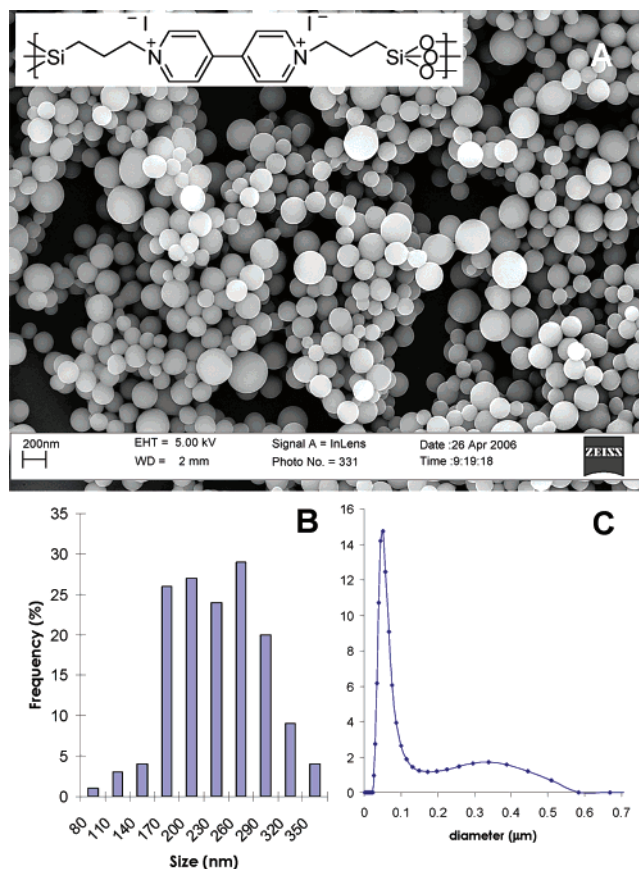 ⁻I I⁻
Si N⁺ N⁺ Si O O O
A
200nm EHT = 5.00 kV Signal A = InLens Date :26 Apr 2006
WD = 2 mm Photo No. = 331 Time :9:19:18
ZEISS
B
35
30
25
20
15
10
5
0
Frequency (%)
80 110 140 170 200 230 260 290 320 350
Size (nm)
C
16
14
12
10
8
6
4
2
0
0 0.1 0.2 0.3 0.4 0.5 0.6 0.7
diameter (μm)